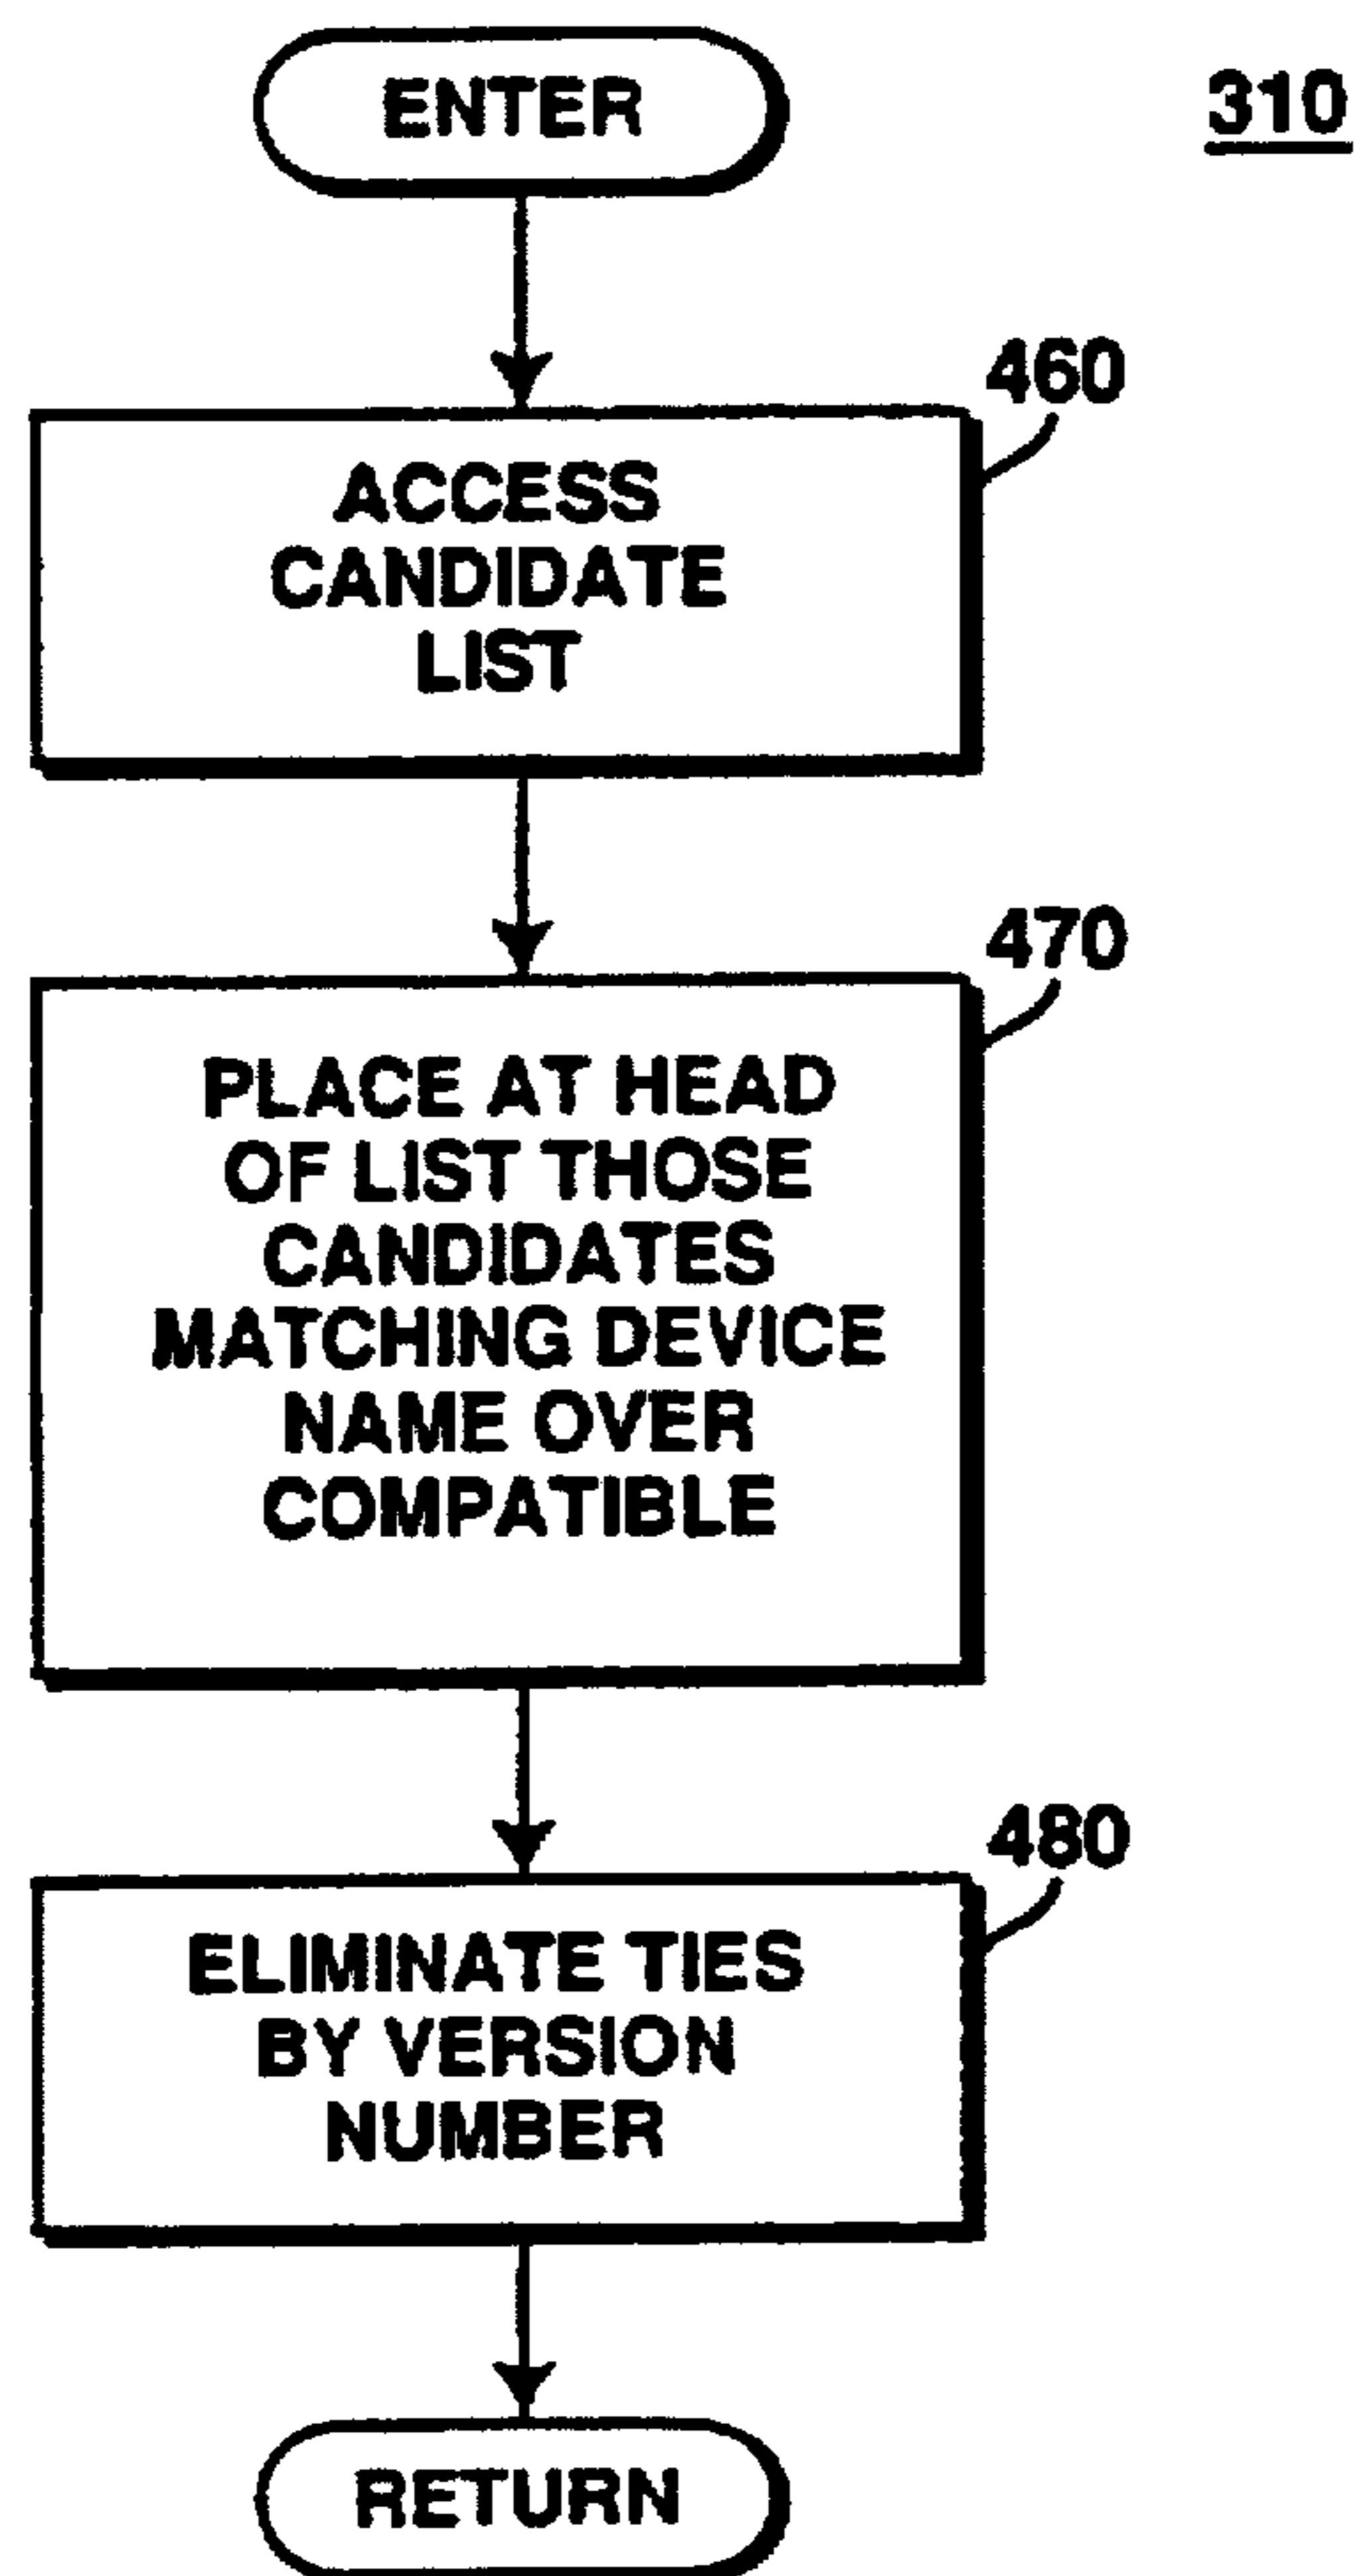 ENTER
310
460
ACCESS
CANDIDATE
LIST
470
PLACE AT HEAD
OF LIST THOSE
CANDIDATES
MATCHING DEVICE
NAME OVER
COMPATIBLE
480
ELIMINATE TIES
BY VERSION
NUMBER
RETURN